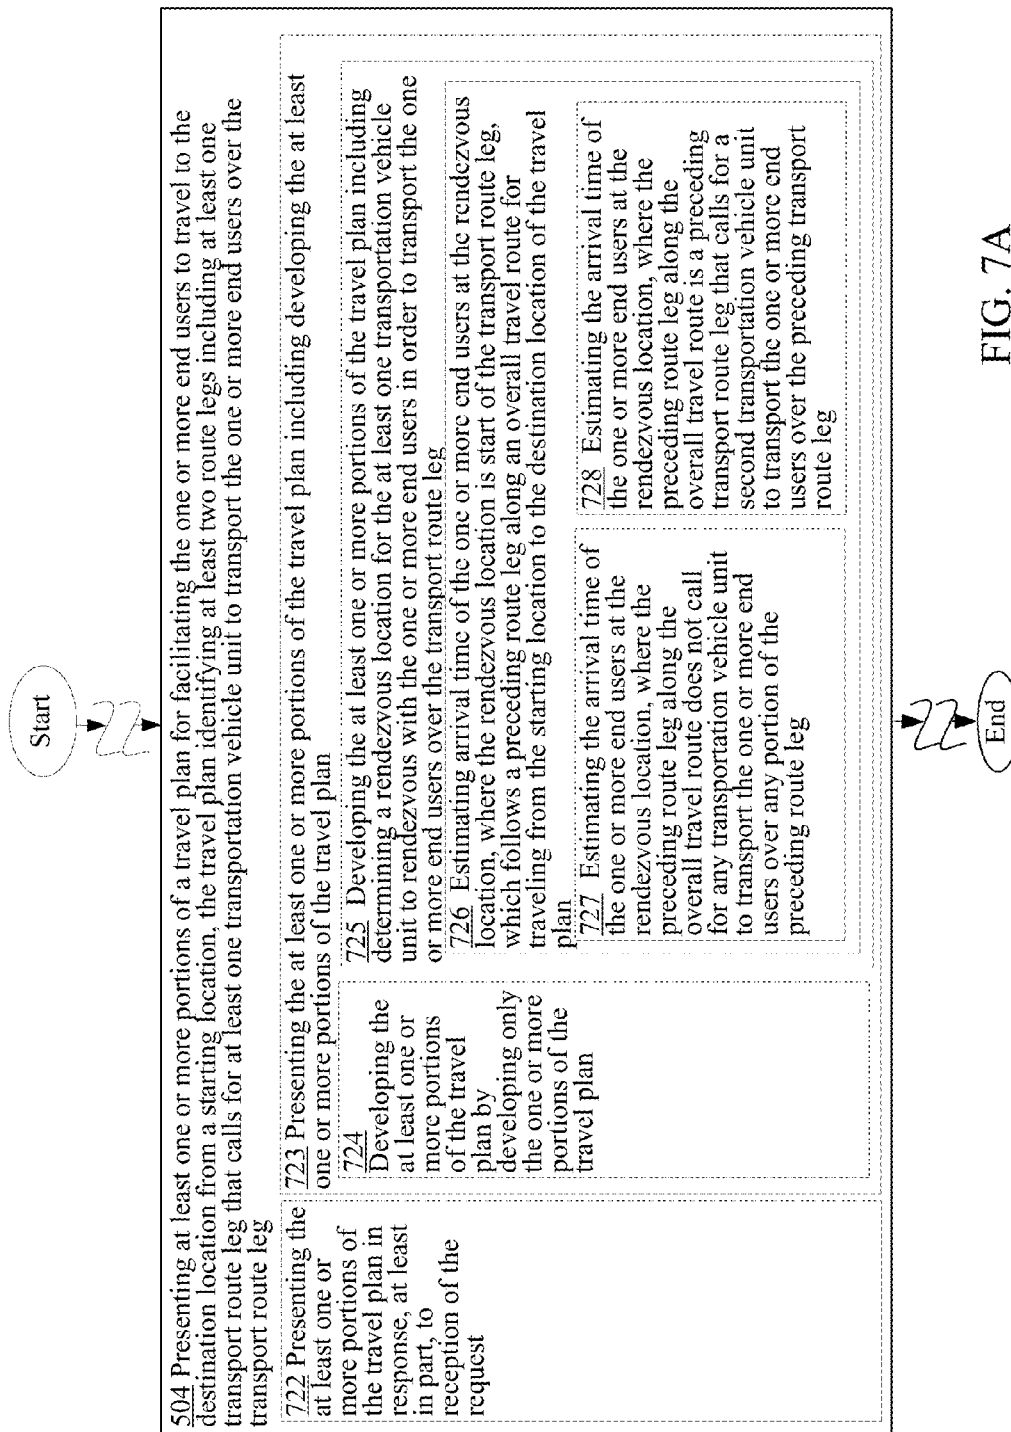 Start
504 Presenting at least one or more portions of a travel plan for facilitating the one or more end users to travel to the
destination location from a starting location, the travel plan identifying at least two route legs including at least one
transport route leg that calls for at least one transportation vehicle unit to transport the one or more end users over the
transport route leg
722 Presenting the
at least one or
more portions of
the travel plan in
response, at least
in part, to
reception of the
request
723 Presenting the at least one or more portions of the travel plan including developing the at least
one or more portions of the travel plan
724
Developing the
at least one or
more portions
of the travel
plan by
developing only
the one or more
portions of the
travel plan
725 Developing the at least one or more portions of the travel plan including
determining a rendezvous location for the at least one transportation vehicle
unit to rendezvous with the one or more end users in order to transport the one
or more end users over the transport route leg
726 Estimating arrival time of the one or more end users at the rendezvous
location, where the rendezvous location is start of the transport route leg,
which follows a preceding route leg along an overall travel route for
traveling from the starting location to the destination location of the travel
plan
727 Estimating the arrival time of
the one or more end users at the
rendezvous location, where the
preceding route leg along the
overall travel route does not call
for any transportation vehicle unit
to transport the one or more end
users over any portion of the
preceding route leg
728 Estimating the arrival time of
the one or more end users at the
rendezvous location, where the
preceding route leg along the
overall travel route is a preceding
transport route leg that calls for a
second transportation vehicle unit
to transport the one or more end
users over the preceding transport
route leg
End
FIG. 7A